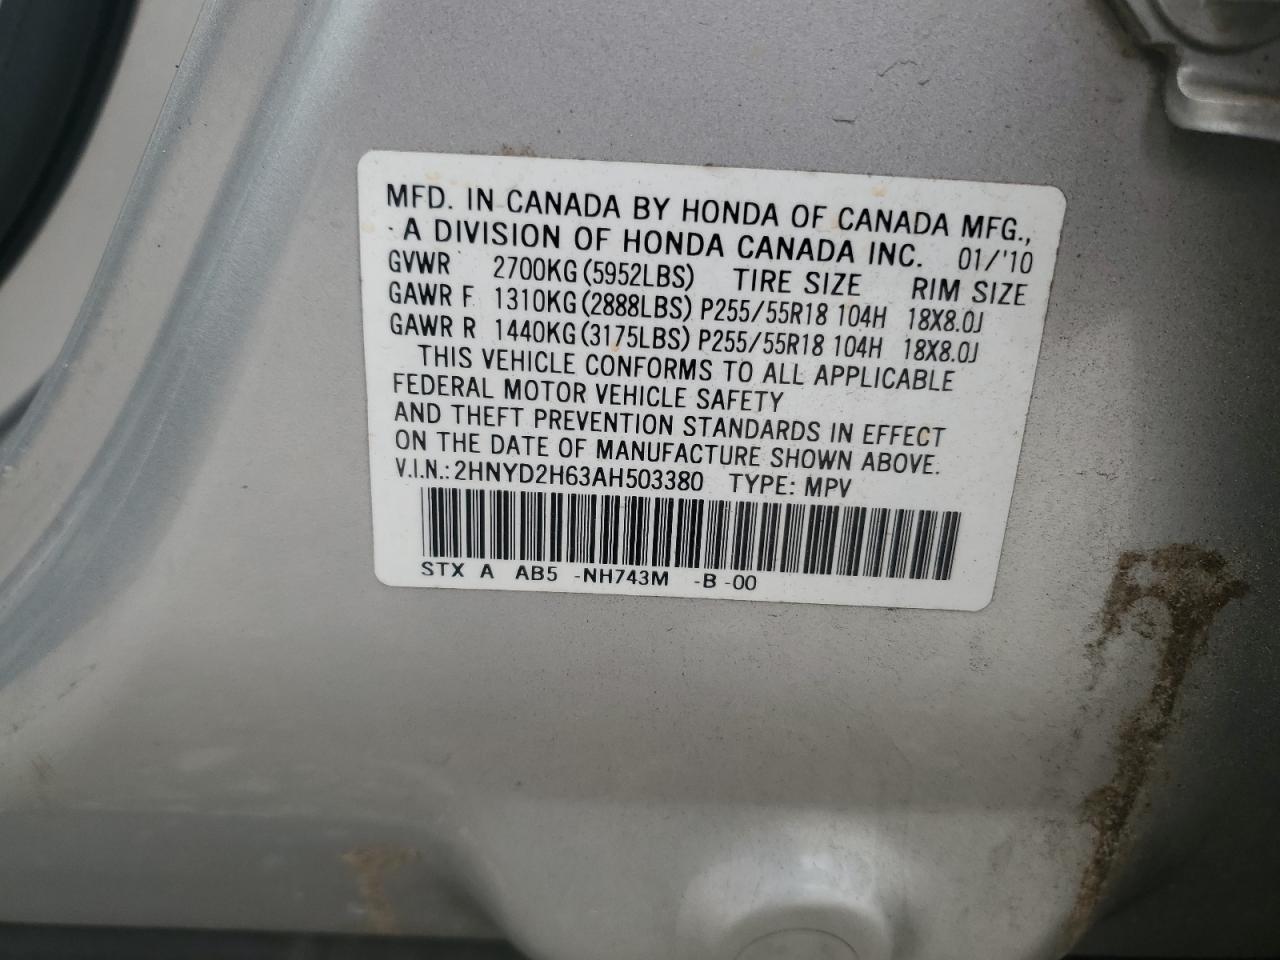 MFD. IN CANADA BY HONDA OF CANADA MFG.,
A DIVISION OF HONDA CANADA INC. 01/'10
GVWR 2700KG (5952LBS) TIRE SIZE RIM SIZE
GAWR F 1310KG (2888LBS) P255/55R18 104H 18X8.0J
GAWR R 1440KG (3175LBS) P255/55R18 104H 18X8.0J
THIS VEHICLE CONFORMS TO ALL APPLICABLE
FEDERAL MOTOR VEHICLE SAFETY
AND THEFT PREVENTION STANDARDS IN EFFECT
ON THE DATE OF MANUFACTURE SHOWN ABOVE.
V.I.N.: 2HNYD2H63AH503380 TYPE: MPV
STX A AB5 -NH743M -B -00